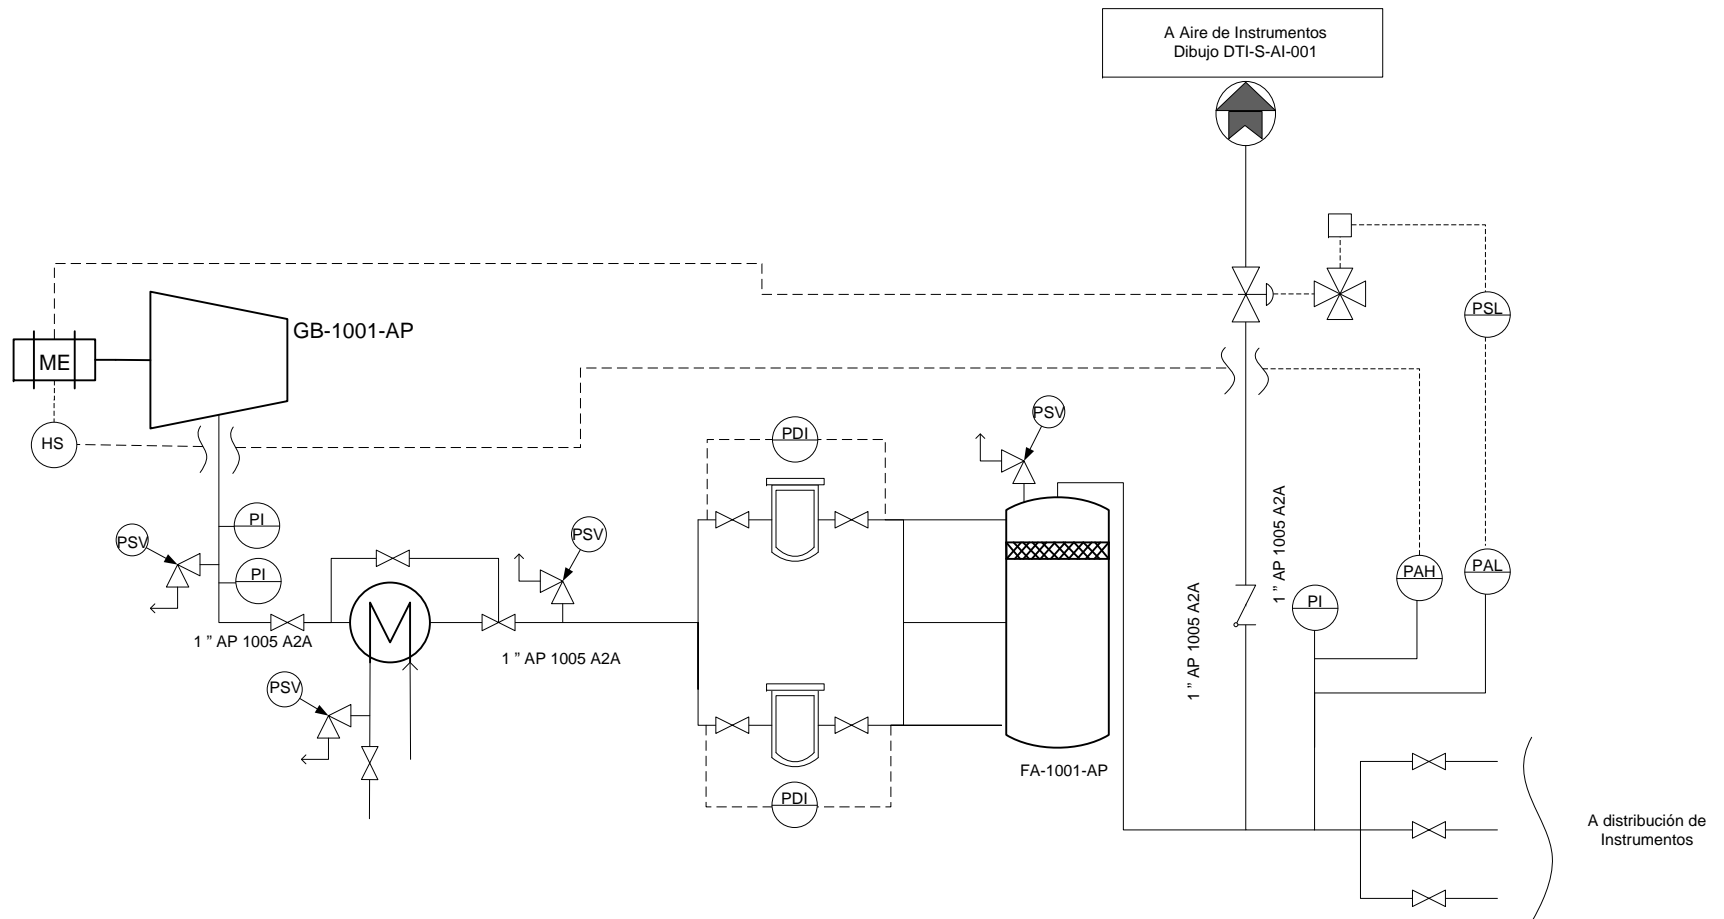 A Aire de Instrumentos
Dibujo DTI-S-AI-001
GB-1001-AP
ME
PSL
HS
PDI
PSV
PI
PSV
PSV
PI
PAH
PAL
PI
1 ” AP 1005 A2A
1 ” AP 1005 A2A
1 ” AP 1005 A2A
1 ” AP 1005 A2A
PSV
FA-1001-AP
PDI
A distribución de
Instrumentos